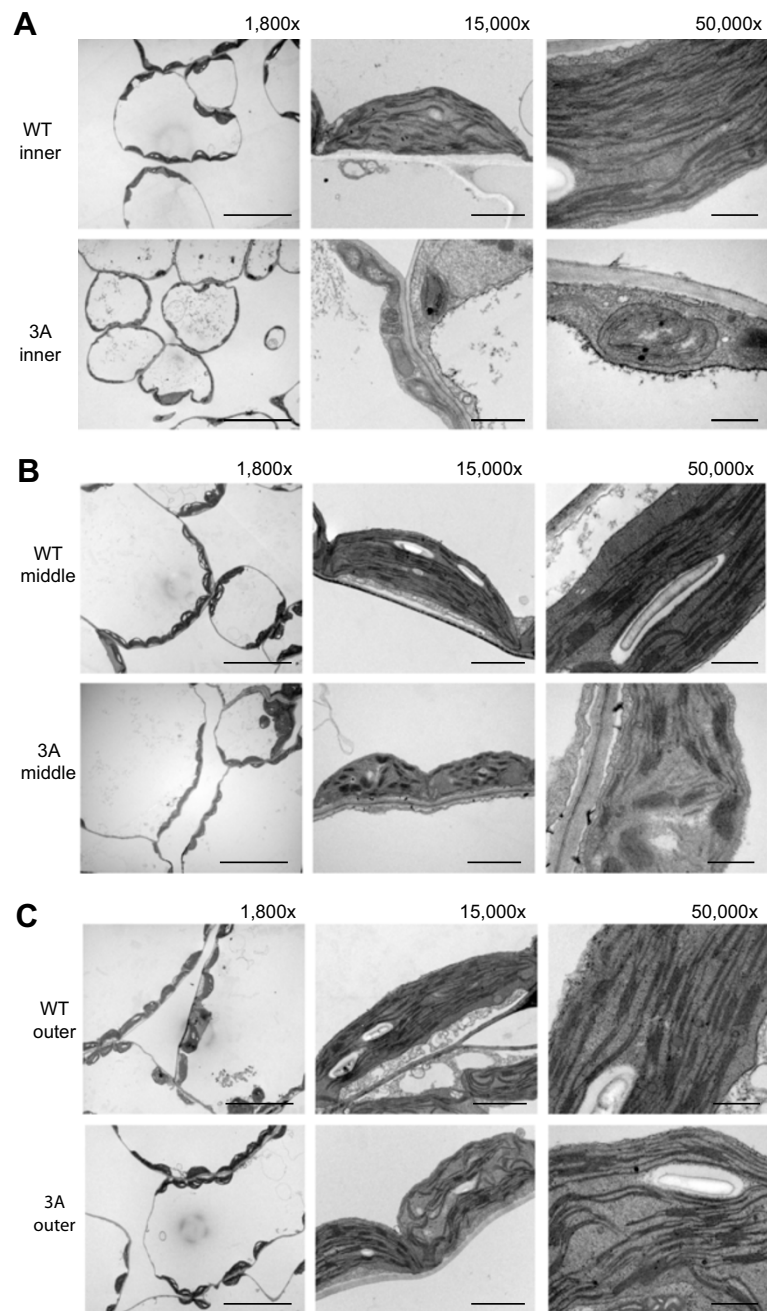 A
1,800x 15,000x 50,000x
WT
inner
3A
inner
B
1,800x 15,000x 50,000x
WT
middle
3A
middle
C
1,800x 15,000x 50,000x
WT
outer
3A
outer